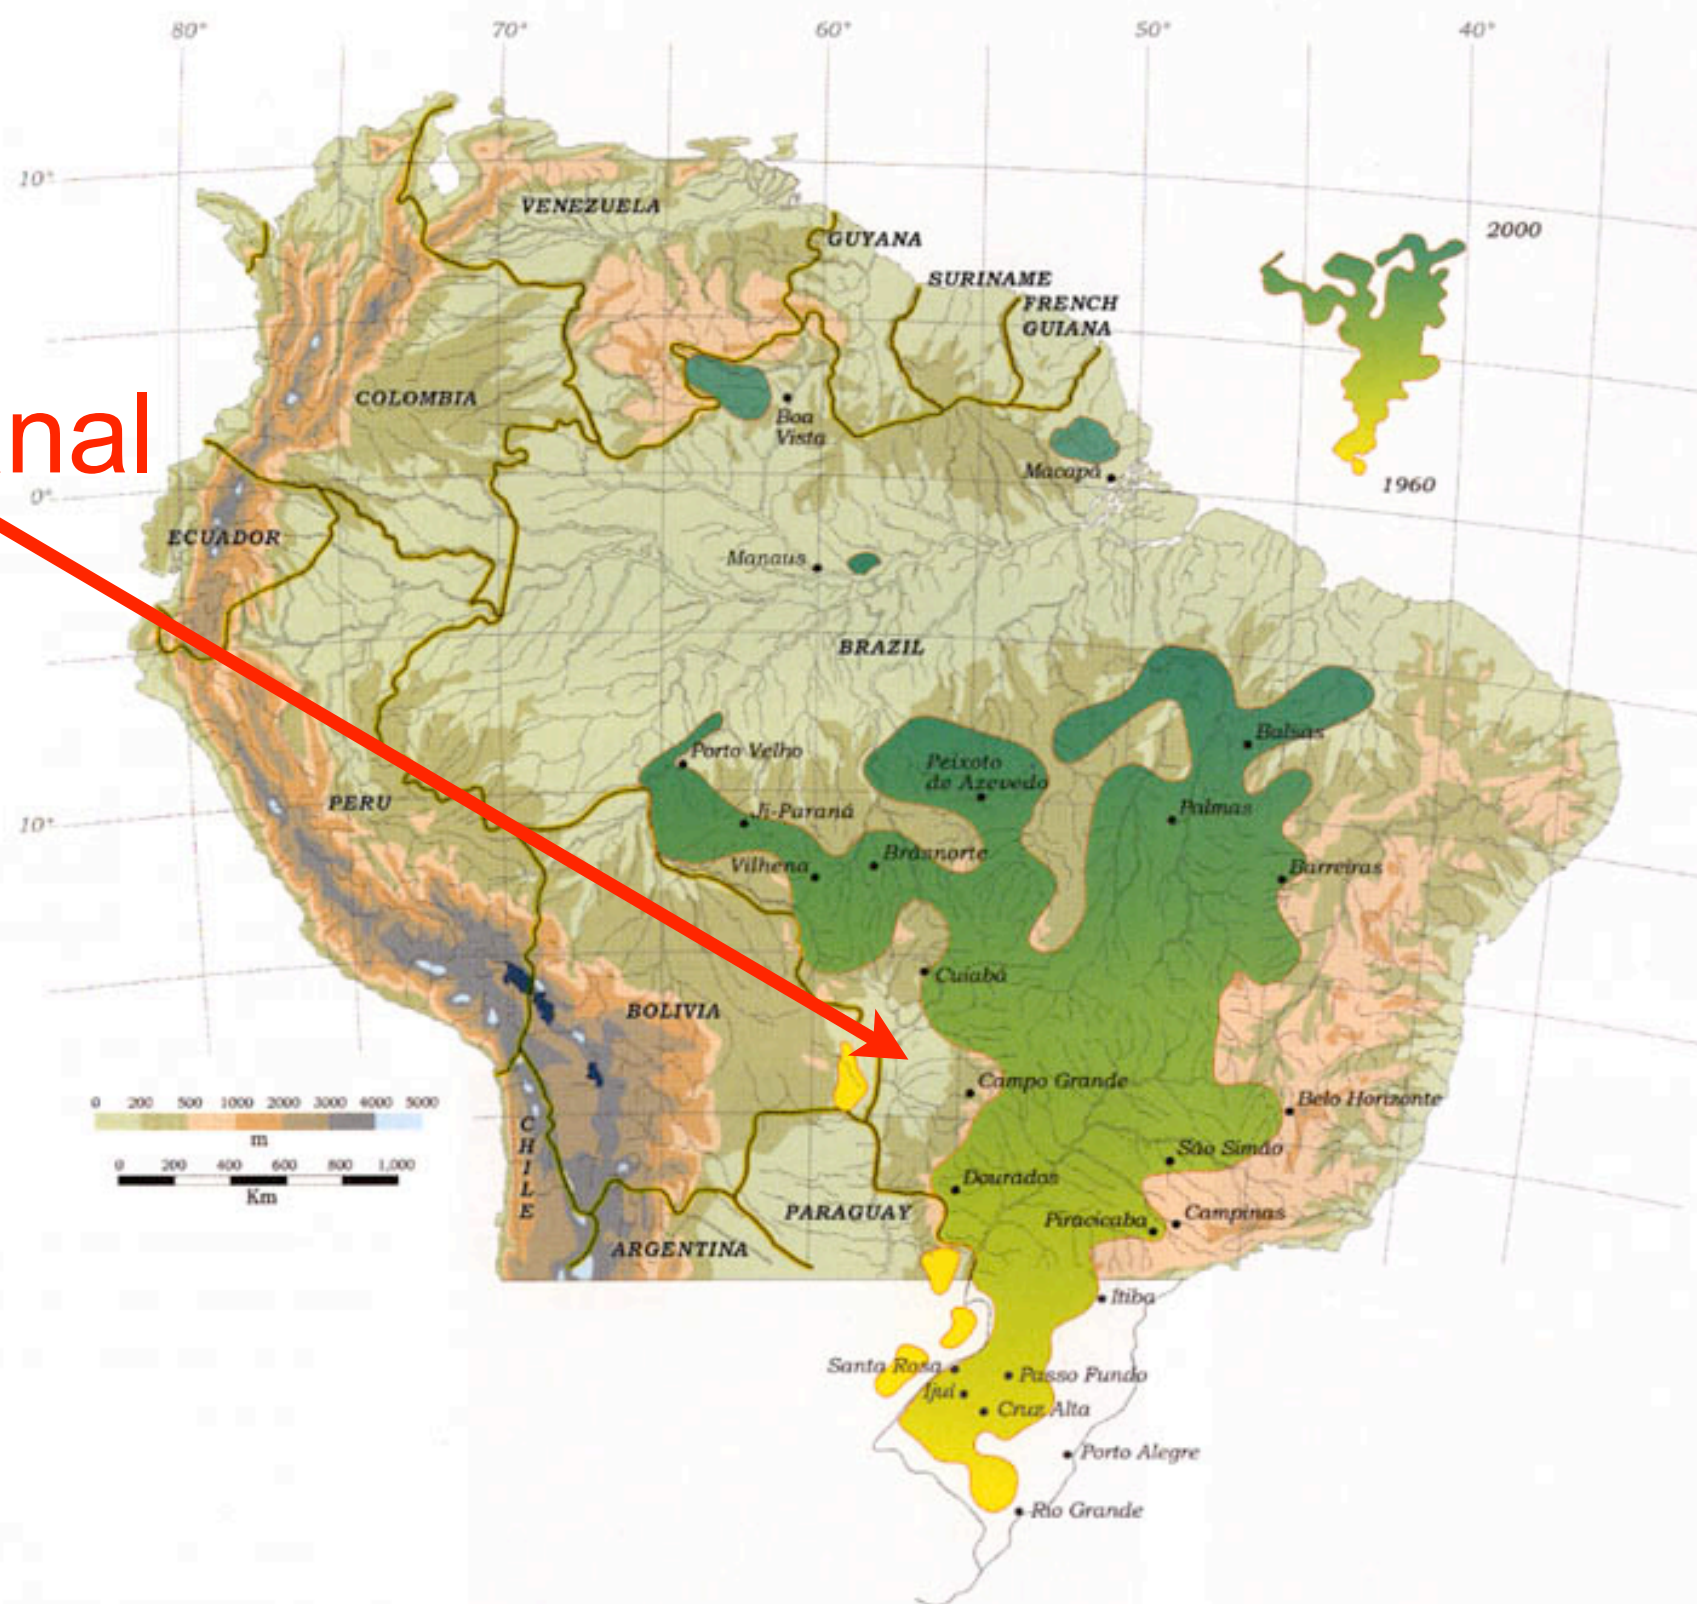 80° 70° 60° 50° 40°
10°
VENEZUELA
GUYANA
2000
SURINAME
FRENCH
GUIANA
COLOMBIA
nal
Boa
Vista
Macapá
1960
0°
ECUADOR
Manaus
BRAZIL
Porto Velho
Balsas
Peixoto
de Azevedo
PERU
Ji-Paraná
Palmas
10°
Vilhena
Brasnorte
Barreiras
Cuiabá
BOLIVIA
Campo Grande
Belo Horizonte
0 200 500 1000 2000 3000 4000 5000
m
0 200 400 600 800 1,000
Km
CHILE
São Simão
Dourados
PARAGUAY
Piracicaba
Campinas
ARGENTINA
Itiba
Santa Rosa
Passo Fundo
Ijuí
Cruz Alta
Porto Alegre
Rio Grande